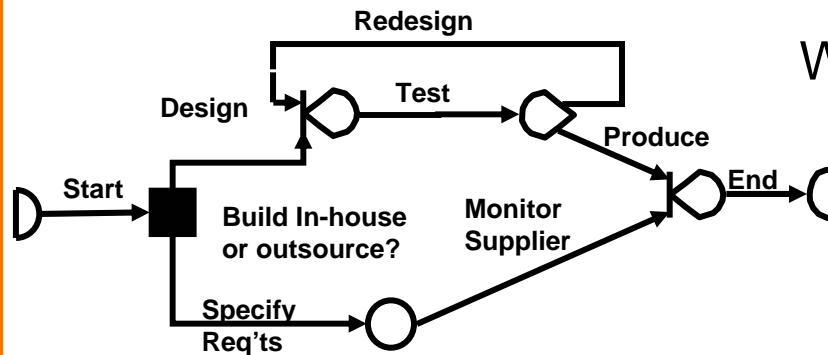 Redesign
W
Design
Test
Produce
Start
End
Build In-house
or outsource?
Monitor
Supplier
Specify
Req'ts